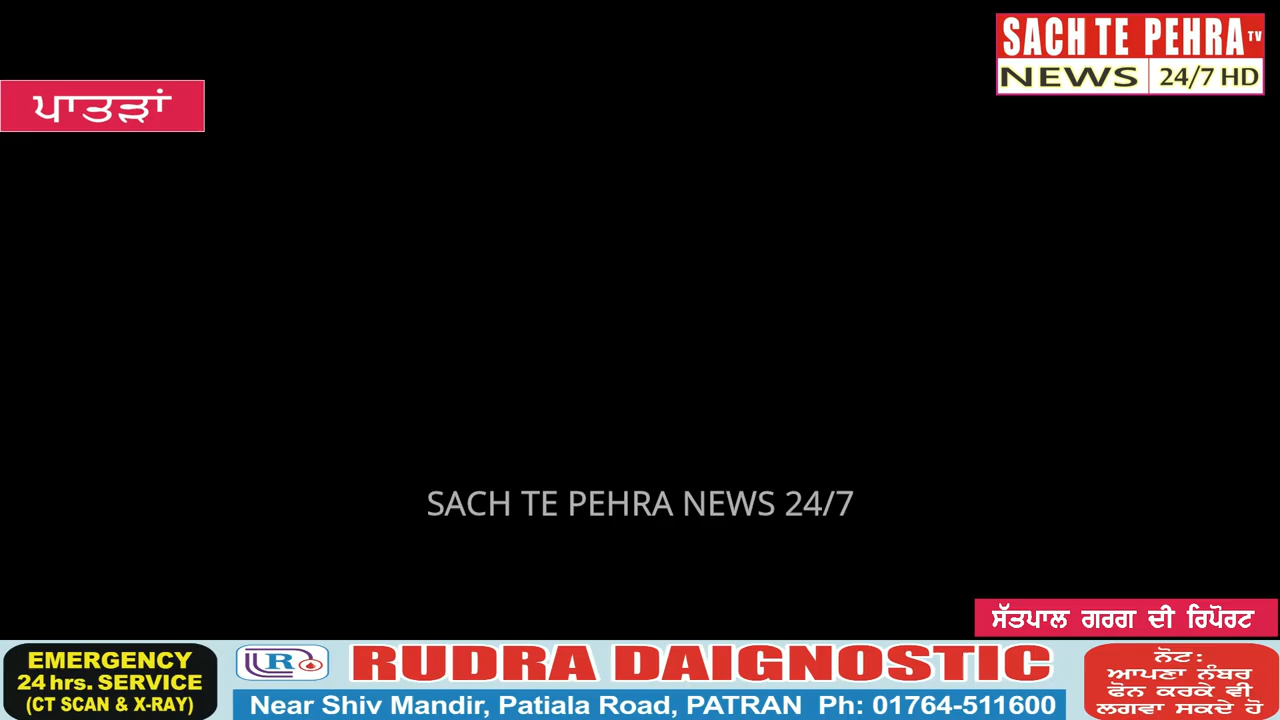 SACH TE PEHRA TV
NEWS 24/7 HD
ਪਾਤੜਾਂ
SACH TE PEHRA NEWS 24/7
ਸੱਤਪਾਲ ਗਰਗ ਦੀ ਰਿਪੋਰਟ
EMERGENCY
24 hrs. SERVICE
(CT SCAN & X-RAY)
LR
RUDRA DAIGNOSTIC
Near Shiv Mandir, Patiala Road, PATRAN Ph: 01764-511600
ਨੋਟ:
ਆਪਣਾ ਨੰਬਰ
ਫੋਨ ਕਰਕੇ ਵੀ
ਲਗਵਾ ਸਕਦੇ ਹੋ